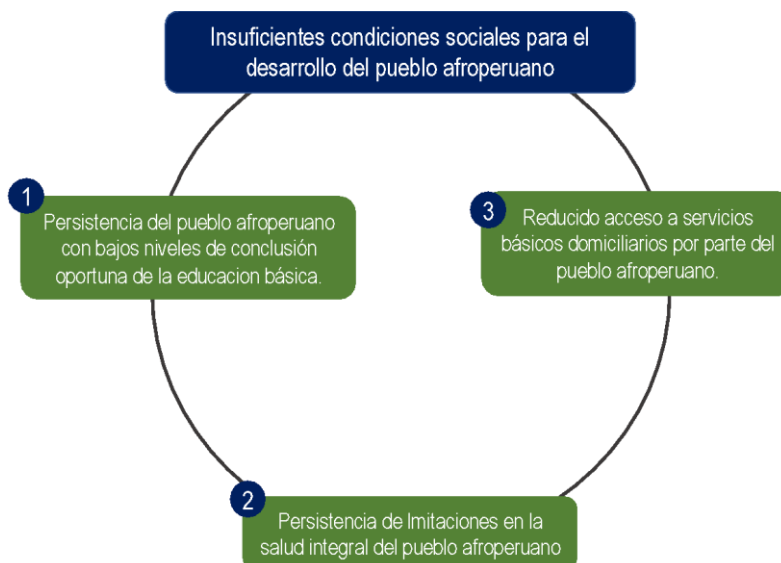 Insuficientes condiciones sociales para el
desarrollo del pueblo afroperuano
1
Persistencia del pueblo afroperuano
con bajos niveles de conclusión
oportuna de la educacion básica.
3
Reducido acceso a servicios
básicos domiciliarios por parte del
pueblo afroperuano.
2
Persistencia de lmitaciones en la
salud integral del pueblo afroperuano